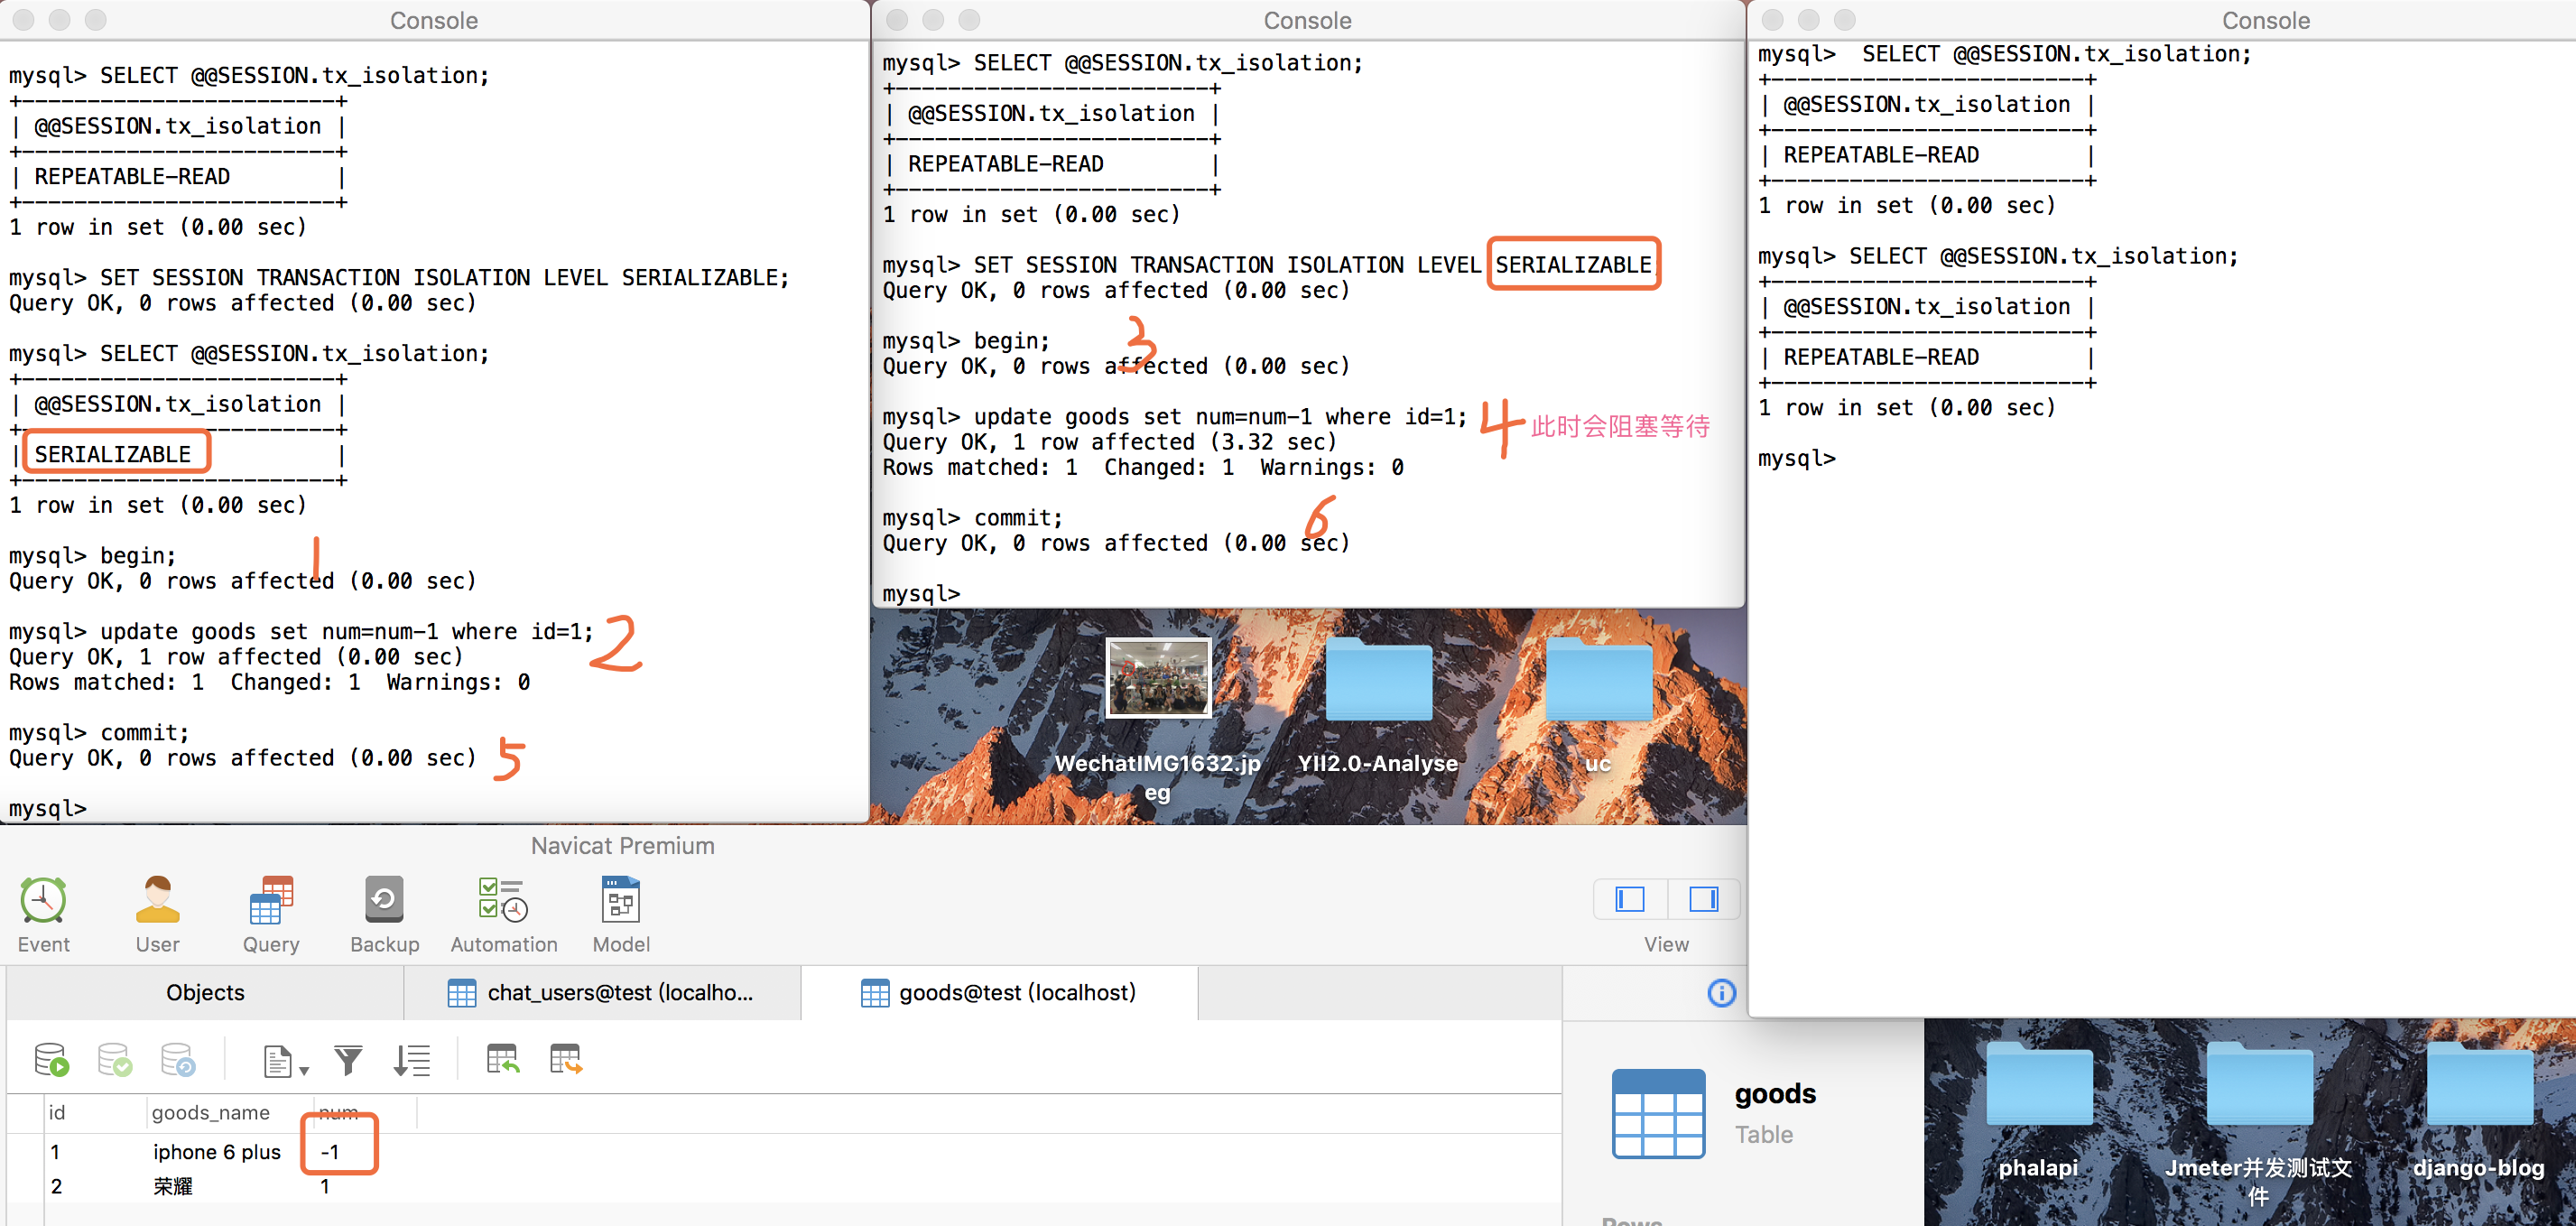 Console
mysql> SELECT @@SESSION.tx_isolation;
+------------------------+
| @@SESSION.tx_isolation |
+------------------------+
| REPEATABLE-READ        |
+------------------------+
1 row in set (0.00 sec)
mysql> SET SESSION TRANSACTION ISOLATION LEVEL SERIALIZABLE;
Query OK, 0 rows affected (0.00 sec)
mysql> SELECT @@SESSION.tx_isolation;
+------------------------+
| @@SESSION.tx_isolation |
+------------------------+
| SERIALIZABLE           |
+------------------------+
1 row in set (0.00 sec)
mysql> begin; 1
Query OK, 0 rows affected (0.00 sec)
mysql> update goods set num=num-1 where id=1; 2
Query OK, 1 row affected (0.00 sec)
Rows matched: 1  Changed: 1  Warnings: 0
mysql> commit;
Query OK, 0 rows affected (0.00 sec) 5
mysql>
Console
mysql> SELECT @@SESSION.tx_isolation;
+------------------------+
| @@SESSION.tx_isolation |
+------------------------+
| REPEATABLE-READ        |
+------------------------+
1 row in set (0.00 sec)
mysql> SET SESSION TRANSACTION ISOLATION LEVEL SERIALIZABLE;
Query OK, 0 rows affected (0.00 sec)
mysql> begin; 3
Query OK, 0 rows affected (0.00 sec)
mysql> update goods set num=num-1 where id=1; 4 此时会阻塞等待
Query OK, 1 row affected (3.32 sec)
Rows matched: 1  Changed: 1  Warnings: 0
mysql> commit; 6
Query OK, 0 rows affected (0.00 sec)
mysql>
Console
mysql>  SELECT @@SESSION.tx_isolation;
+------------------------+
| @@SESSION.tx_isolation |
+------------------------+
| REPEATABLE-READ        |
+------------------------+
1 row in set (0.00 sec)
mysql> SELECT @@SESSION.tx_isolation;
+------------------------+
| @@SESSION.tx_isolation |
+------------------------+
| REPEATABLE-READ        |
+------------------------+
1 row in set (0.00 sec)
mysql>
WechatIMG1632.jp
eg
YII2.0-Analyse
uc
Navicat Premium
Event User Query Backup Automation Model View
Objects chat_users@test (localho... goods@test (localhost)
id goods_name num
1 iphone 6 plus -1
2 荣耀 1
goods
Table
Rows
phalapi
Jmeter并发测试文
件
django-blog